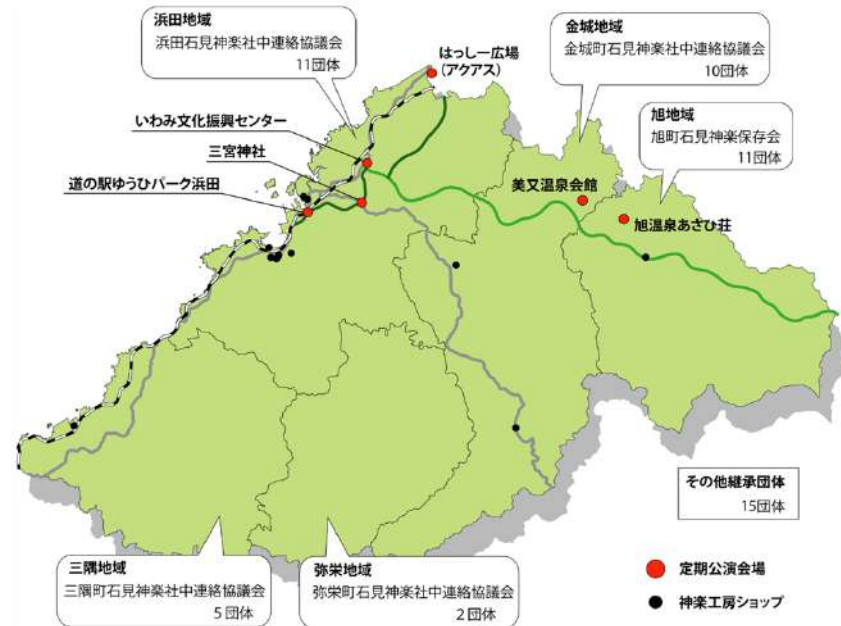 浜田地域
浜田石見神楽社中連絡協議会
11団体
はっしー広場
(アクアス)
金城地域
金城町石見神楽社中連絡協議会
10団体
旭地域
旭町石見神楽保存会
11団体
いわみ文化振興センター
三宮神社
道の駅ゆうひパーク浜田
美又温泉会館
旭温泉あさひ荘
その他継承団体
15団体
三隅地域
三隅町石見神楽社中連絡協議会
5団体
弥栄地域
弥栄町石見神楽社中連絡協議会
2団体
定期公演会場
神楽工房ショップ